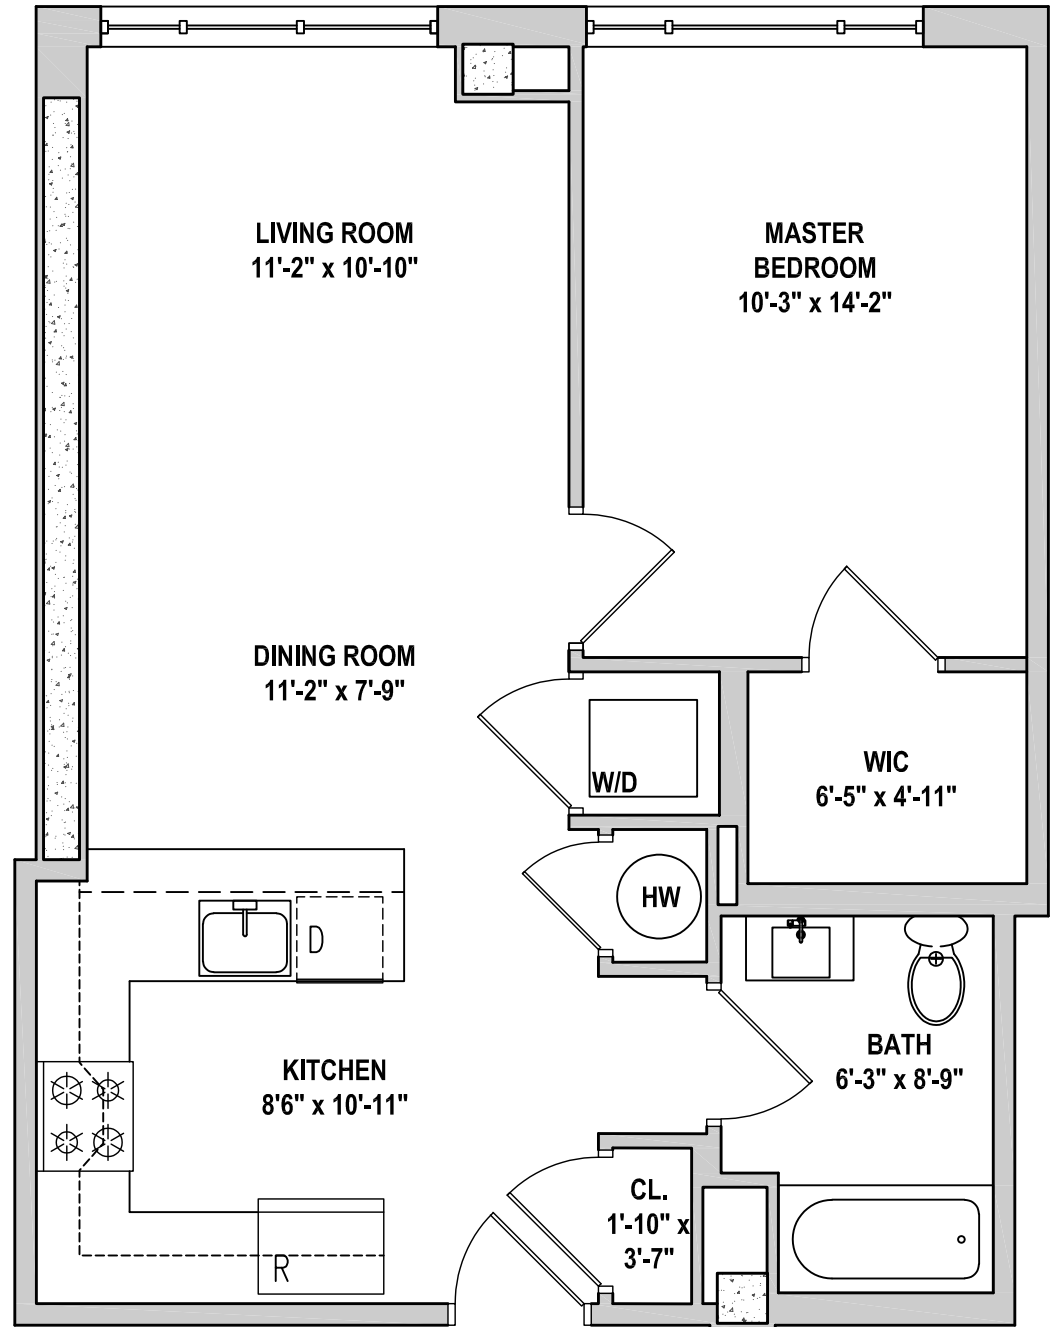 LIVING ROOM
11'-2" x 10'-10"
MASTER
BEDROOM
10'-3" x 14'-2"
DINING ROOM
11'-2" x 7'-9"
W/D
WIC
6'-5" x 4'-11"
HW
D
KITCHEN
8'6" x 10'-11"
BATH
6'-3" x 8'-9"
CL.
1'-10" x
3'-7"
R